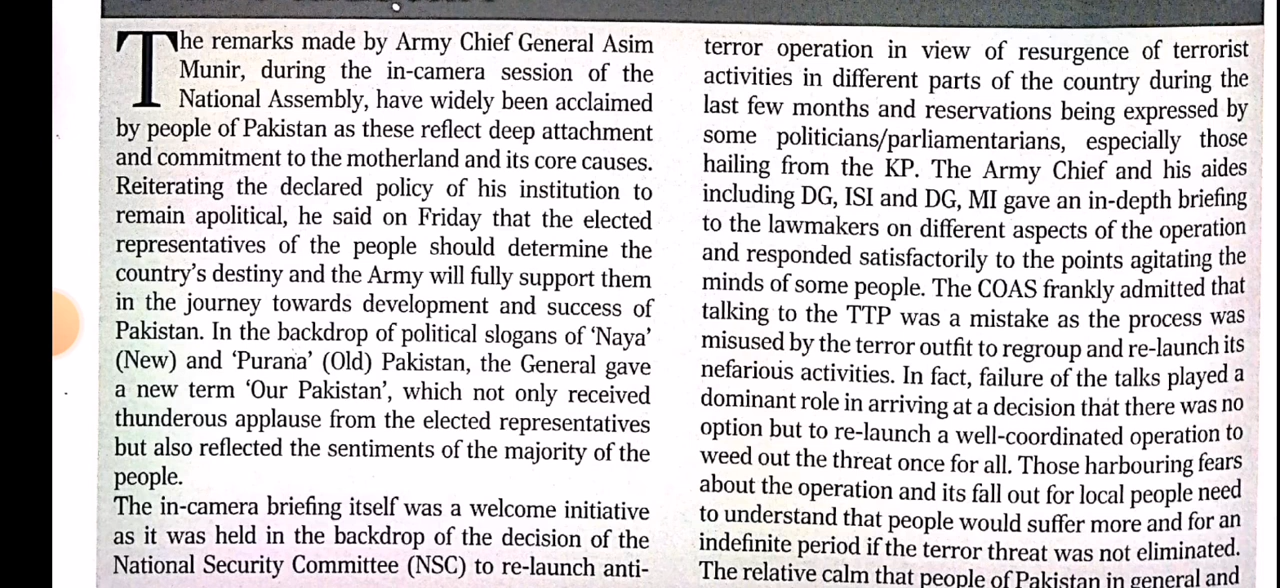 The remarks made by Army Chief General Asim
Munir, during the in-camera session of the
National Assembly, have widely been acclaimed
by people of Pakistan as these reflect deep attachment
and commitment to the motherland and its core causes.
Reiterating the declared policy of his institution to
remain apolitical, he said on Friday that the elected
representatives of the people should determine the
country's destiny and the Army will fully support them
in the journey towards development and success of
Pakistan. In the backdrop of political slogans of 'Naya'
(New) and 'Purana' (Old) Pakistan, the General gave
a new term 'Our Pakistan', which not only received
thunderous applause from the elected representatives
but also reflected the sentiments of the majority of the
people.
The in-camera briefing itself was a welcome initiative
as it was held in the backdrop of the decision of the
National Security Committee (NSC) to re-launch anti-
terror operation in view of resurgence of terrorist
activities in different parts of the country during the
last few months and reservations being expressed by
some politicians/parliamentarians, especially those
hailing from the KP. The Army Chief and his aides
including DG, ISI and DG, MI gave an in-depth briefing
to the lawmakers on different aspects of the operation
and responded satisfactorily to the points agitating the
minds of some people. The COAS frankly admitted that
talking to the TTP was a mistake as the process was
misused by the terror outfit to regroup and re-launch its
nefarious activities. In fact, failure of the talks played a
dominant role in arriving at a decision that there was no
option but to re-launch a well-coordinated operation to
weed out the threat once for all. Those harbouring fears
about the operation and its fall out for local people need
to understand that people would suffer more and for an
indefinite period if the terror threat was not eliminated.
The relative calm that people of Pakistan in general and